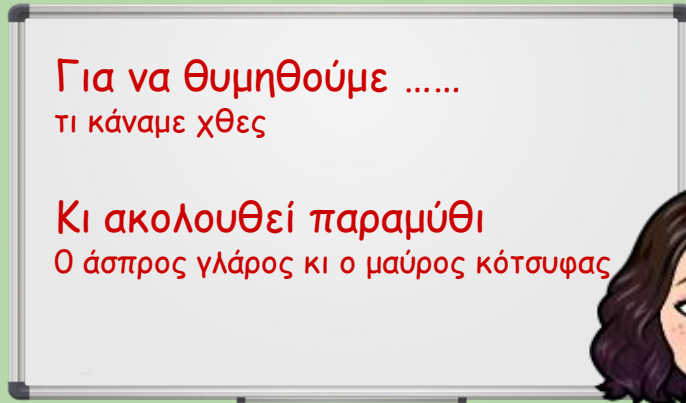 Για να θυμηθούμε ......
τι κάναμε χθες
Κι ακολουθεί παραμύθι
Ο άσπρος γλάρος κι ο μαύρος κότσυφας